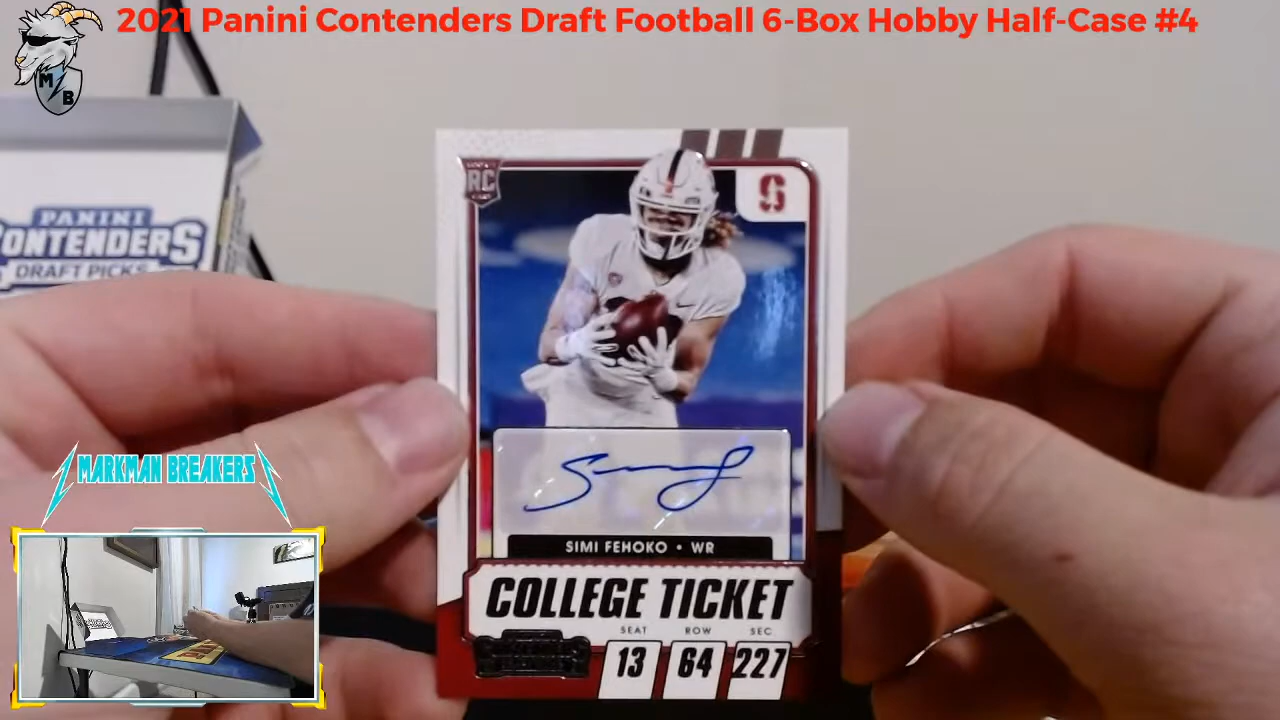 2021 Panini Contenders Draft Football 6-Box Hobby Half-Case #4
M B
PANINI
CONTENDERS
DRAFT PICKS
RC
S
SIMI FEHOKO • WR
COLLEGE TICKET
SEAT ROW SEC
13 64 227
MARKMAN BREAKERS